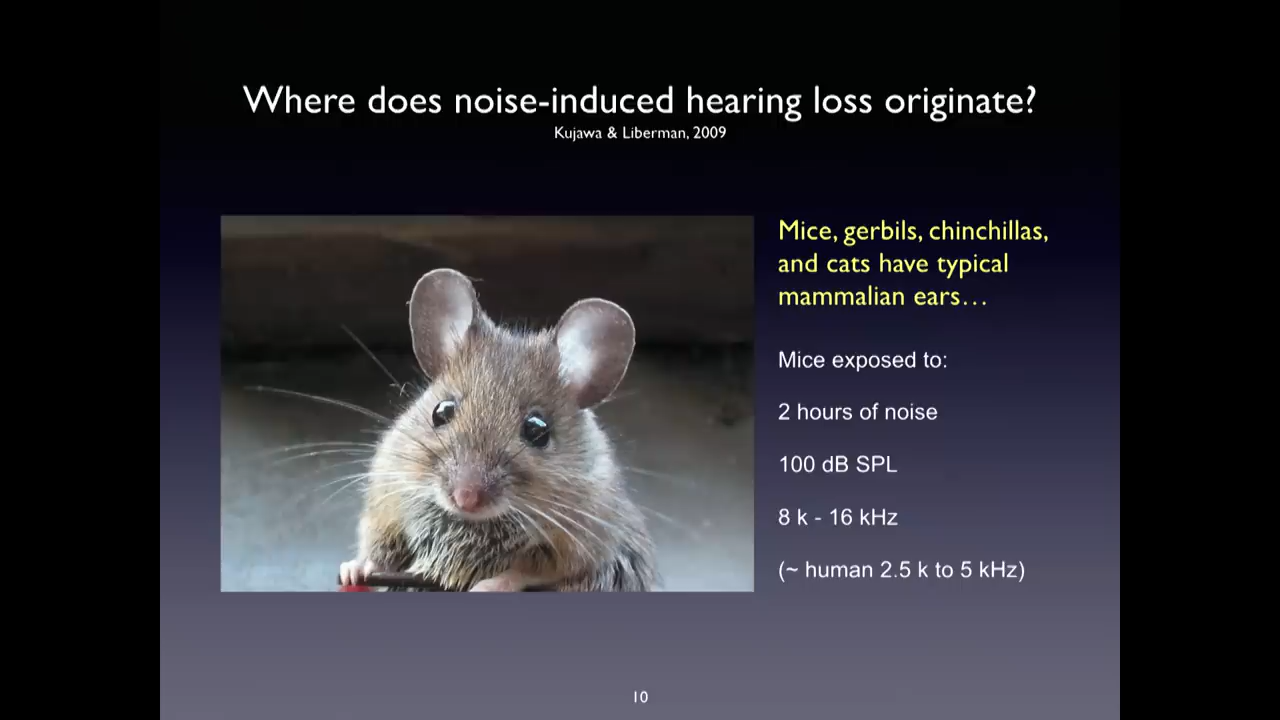 Where does noise-induced hearing loss originate?
Kujawa & Liberman, 2009
Mice, gerbils, chinchillas,
and cats have typical
mammalian ears…
Mice exposed to:
2 hours of noise
100 dB SPL
8 k - 16 kHz
(~ human 2.5 k to 5 kHz)
10